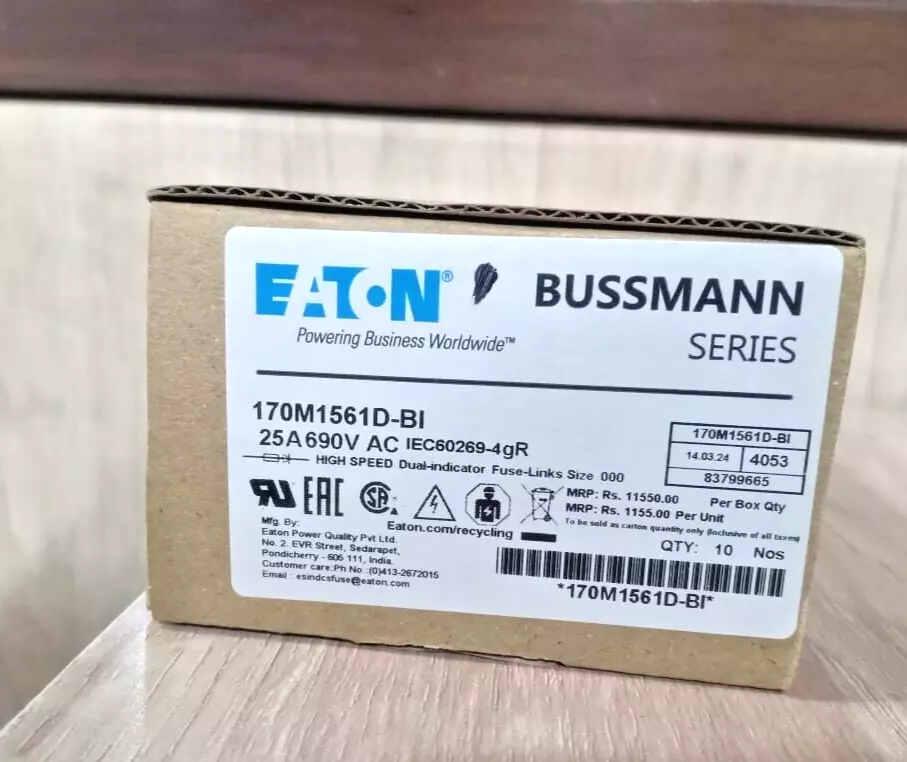 EATON® BUSSMANN
Powering Business Worldwide™ SERIES
170M1561D-BI
25A 690V AC IEC60269-4gR
HIGH SPEED Dual-indicator Fuse-Links Size 000
170M1561D-BI
14.03.24 4053
83799665
MRP: Rs. 11550.00 Per Box Qty
MRP: Rs. 1155.00 Per Unit
To be sold as carton quantity only (Inclusive of all taxes)
Eaton.com/recycling
QTY: 10 Nos
Mfg. By:
Eaton Power Quality Pvt Ltd.
No. 2. EVR Street, Sedarapet,
Pondicherry - 605 111, India.
Customer care:Ph No :(0)413-2672015
Email : esindcsfuse@eaton.com
RU EAC SA
*170M1561D-BI*